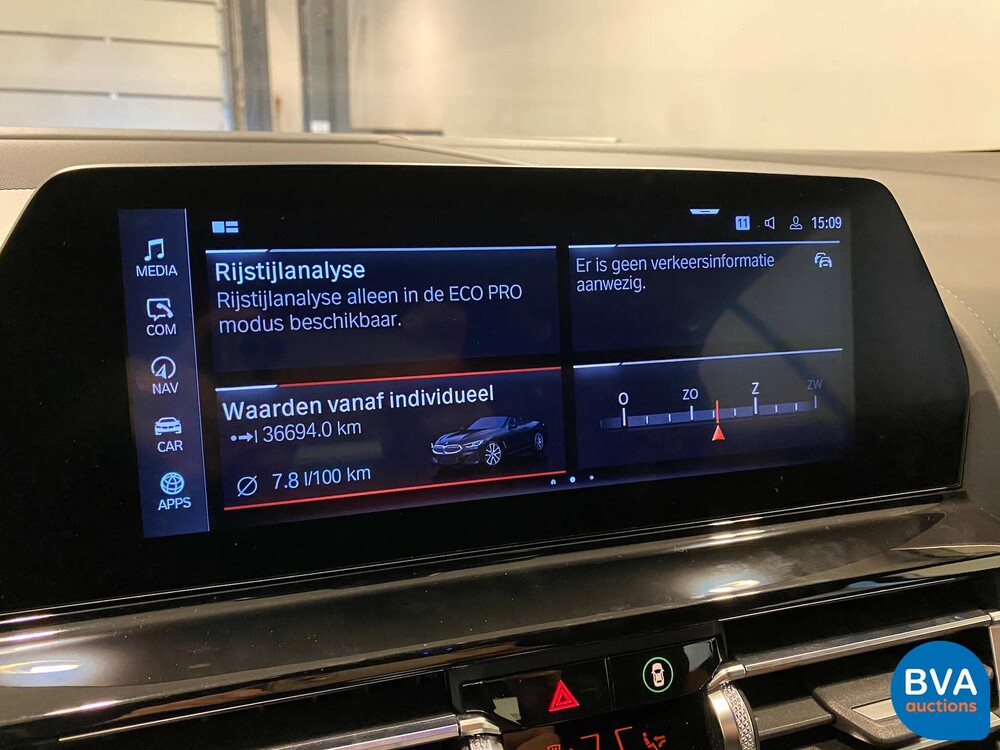 11 15:09
MEDIA
COM
NAV
CAR
APPS
Rijstijlanalyse
Rijstijlanalyse alleen in de ECO PRO
modus beschikbaar.
Er is geen verkeersinformatie
aanwezig.
Waarden vanaf individueel
36694.0 km
7.8 l/100 km
O ZO Z ZW
BVA
auctions